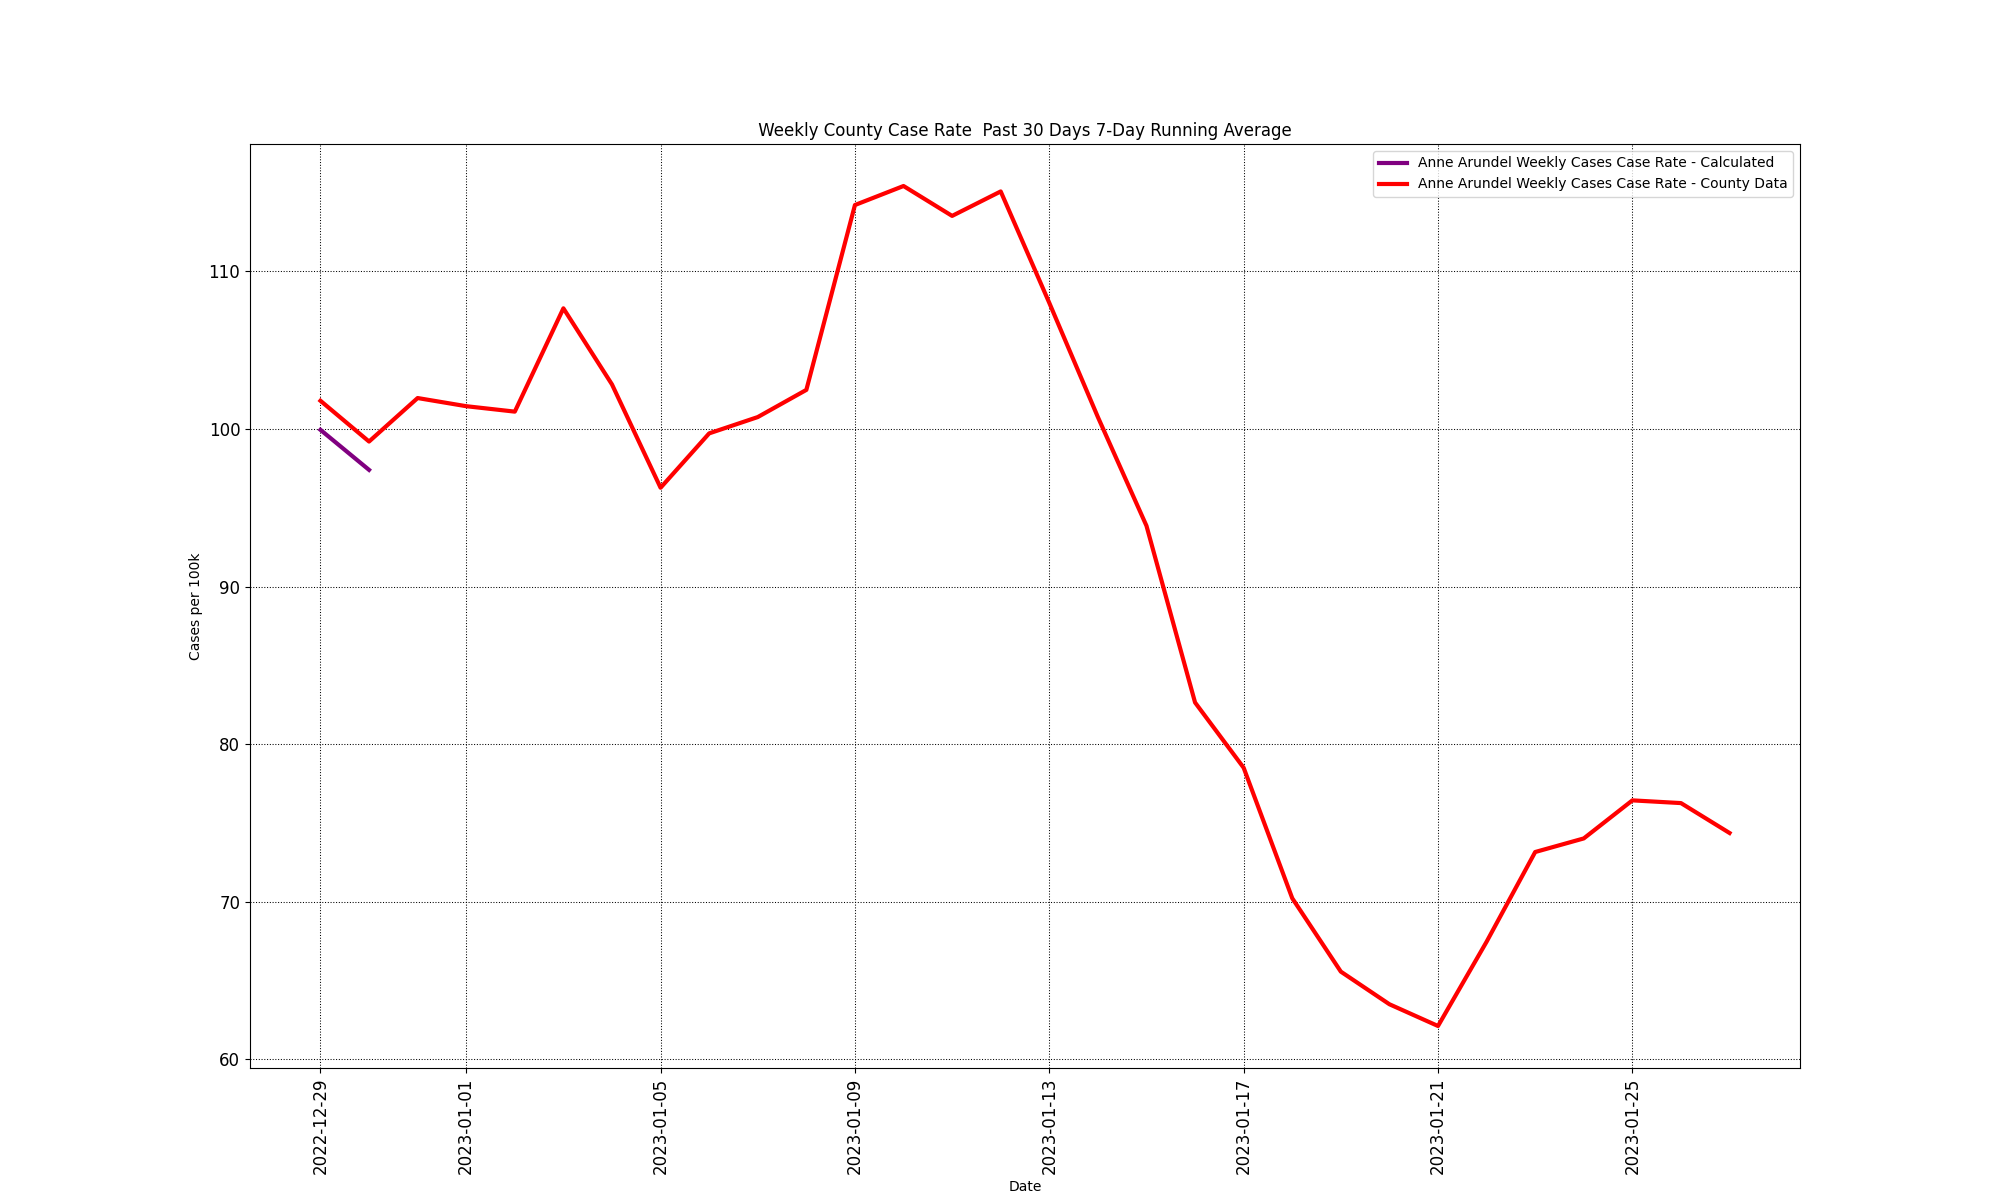 Weekly County Case Rate  Past 30 Days 7-Day Running Average
Anne Arundel Weekly Cases Case Rate - Calculated
Anne Arundel Weekly Cases Case Rate - County Data
Cases per 100k
110
100
90
80
70
60
2022-12-29
2023-01-01
2023-01-05
2023-01-09
2023-01-13
2023-01-17
2023-01-21
2023-01-25
Date